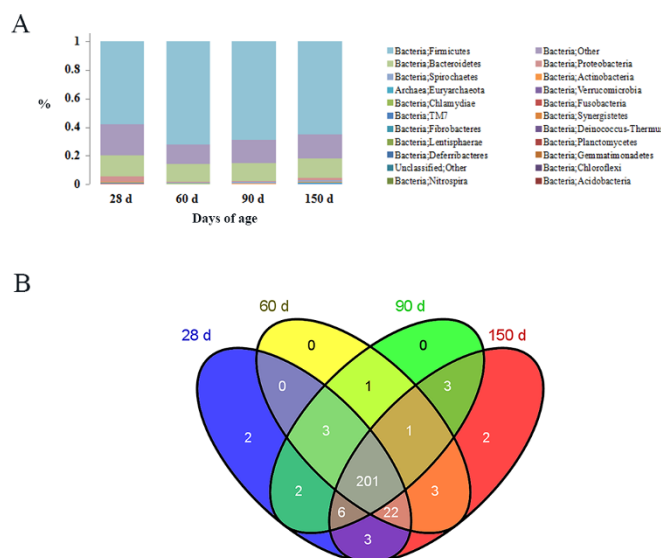 A
1
0.8
0.6
0.4
0.2
0
%
28 d 60 d 90 d 150 d
Days of age
Bacteria;Firmicutes Bacteria;Other
Bacteria;Bacteroidetes Bacteria;Proteobacteria
Bacteria;Spirochaetes Bacteria;Actinobacteria
Archaea;Euryarchaeota Bacteria;Verrucomicrobia
Bacteria;Chlamydiae Bacteria;Fusobacteria
Bacteria;TM7 Bacteria;Synergistetes
Bacteria;Fibrobacteres Bacteria;Deinococcus-Thermus
Bacteria;Lentisphaerae Bacteria;Planctomycetes
Bacteria;Deferribacteres Bacteria;Gemmatimonadetes
Unclassified;Other Bacteria;Chloroflexi
Bacteria;Nitrospira Bacteria;Acidobacteria
B
60 d 90 d
28 d 150 d
0 0
0 1 3
2 3 1 2
201
2 3
6 22
3